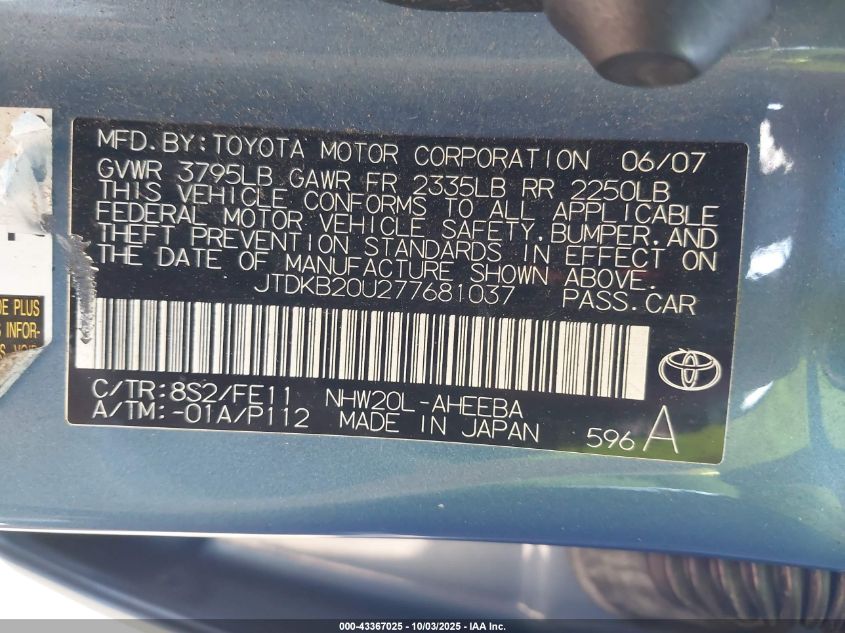 MFD.BY:TOYOTA MOTOR CORPORATION 06/07
GVWR 3795LB GAWR FR 2335LB RR 2250LB
THIS VEHICLE CONFORMS TO ALL APPLICABLE
FEDERAL MOTOR VEHICLE SAFETY,BUMPER,AND
THEFT PREVENTION STANDARDS IN EFFECT ON
THE DATE OF MANUFACTURE SHOWN ABOVE.
JTDKB20U277681037 PASS.CAR
C/TR:8S2/FE11 NHW20L-AHEEBA
A/TM:-01A/P112 MADE IN JAPAN 596 A
DE PLUS
INFOR-
000-43367025 - 10/03/2025 - IAA Inc.